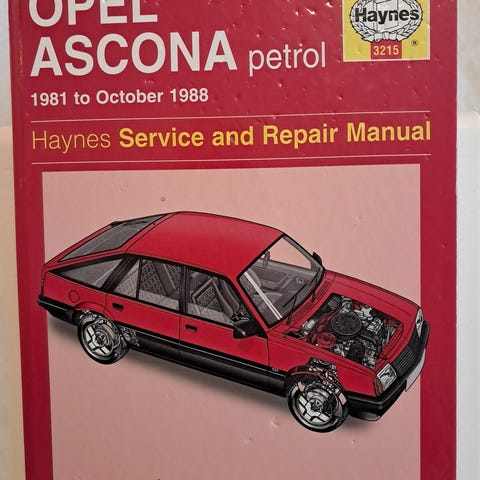 OPEL
ASCONA petrol
Haynes
3215
®
1981 to October 1988
Haynes Service and Repair Manual